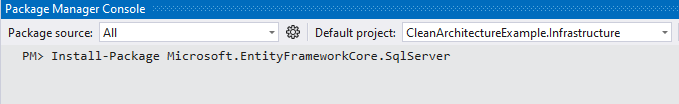 Package Manager Console
Package source: All Default project: CleanArchitectureExample.Infrastructure
PM> Install-Package Microsoft.EntityFrameworkCore.SqlServer